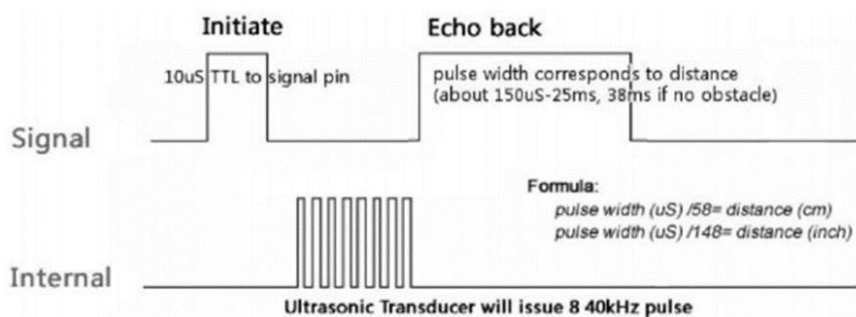 Initiate
Echo back
10uS TTL to signal pin
pulse width corresponds to distance
(about 150uS-25ms, 38ms if no obstacle)
Signal
Formula:
pulse width (uS) /58= distance (cm)
pulse width (uS) /148= distance (inch)
Internal
Ultrasonic Transducer will issue 8 40kHz pulse